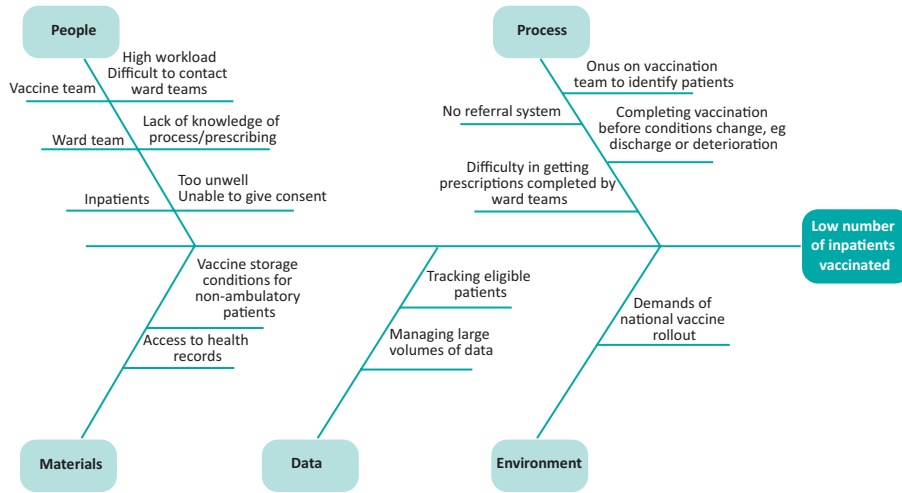 People
High workload
Difficult to contact
ward teams
Vaccine team
Lack of knowledge of
process/prescribing
Ward team
Too unwell
Unable to give consent
Inpatients
Process
Onus on vaccination
team to identify patients
No referral system
Completing vaccination
before conditions change, eg
discharge or deterioration
Difficulty in getting
prescriptions completed by
ward teams
Low number
of inpatients
vaccinated
Vaccine storage
conditions for
non-ambulatory
patients
Access to health
records
Materials
Tracking eligible
patients
Managing large
volumes of data
Data
Demands of
national vaccine
rollout
Environment